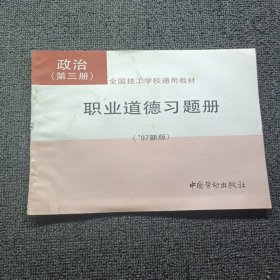 政治
（第三册）
全国技工学校通用教材
职业道德习题册
（’97新版）
中国劳动出版社